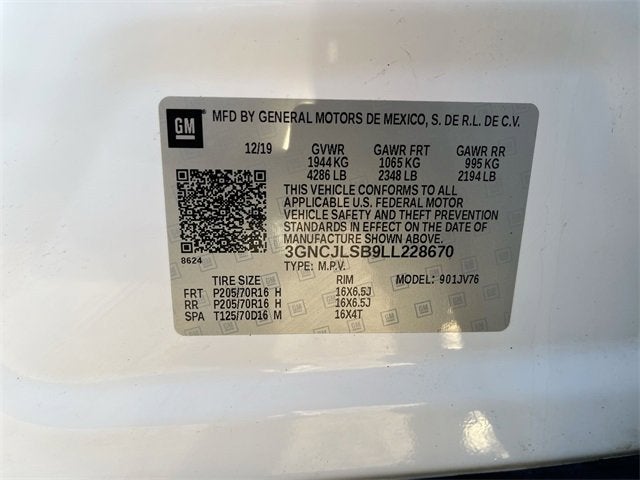 GM MFD BY GENERAL MOTORS DE MEXICO, S. DE R.L. DE C.V.
12/19 GVWR GAWR FRT GAWR RR
1944 KG 1065 KG 995 KG
4286 LB 2348 LB 2194 LB
THIS VEHICLE CONFORMS TO ALL
APPLICABLE U.S. FEDERAL MOTOR
VEHICLE SAFETY AND THEFT PREVENTION
STANDARDS IN EFFECT ON THE DATE OF
MANUFACTURE SHOWN ABOVE.
8624 3GNCJLSB9LL228670
TYPE: M.P.V.
TIRE SIZE RIM MODEL: 901JV76
FRT P205/70R16 H 16X6.5J
RR P205/70R16 H 16X6.5J
SPA T125/70D16 M 16X4T